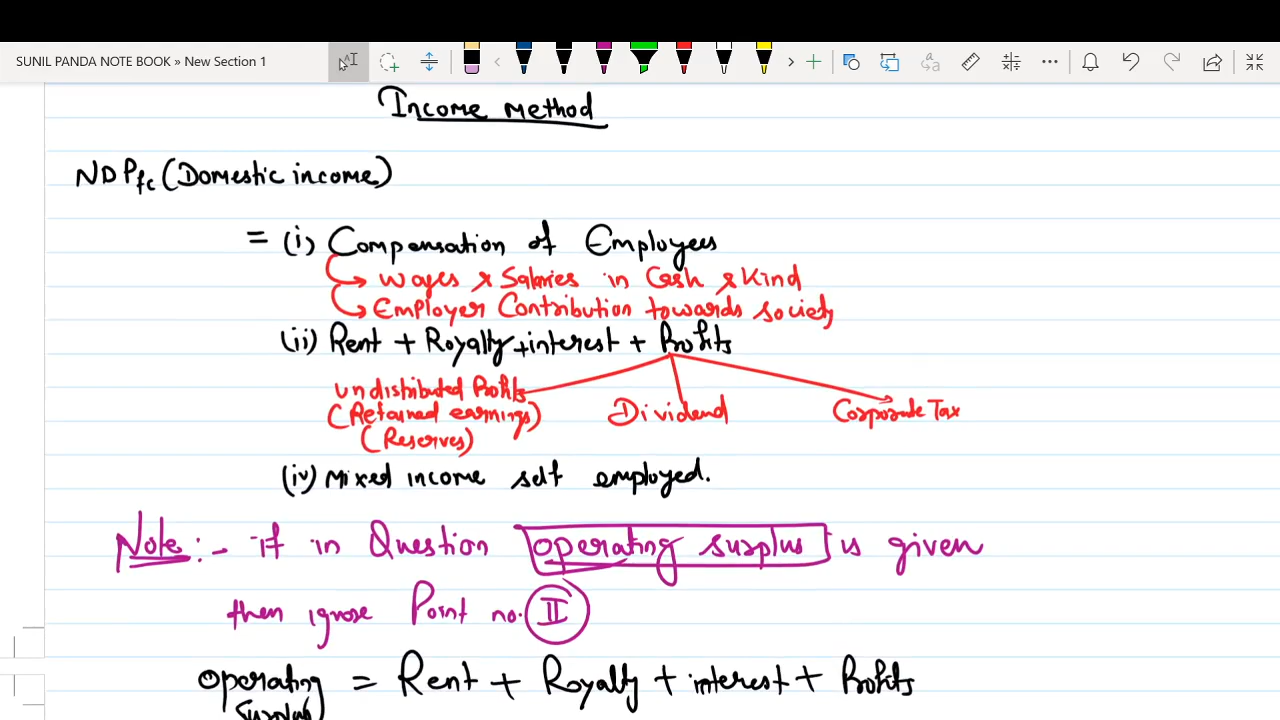 SUNIL PANDA NOTE BOOK » New Section 1
Income method
NDPfc (Domestic income)
= (i) Compensation of Employees
→ Wages & Salaries in Cash & Kind
→ Employer Contribution towards society
(ii) Rent + Royalty + interest + Profits
undistributed Profits
(Retained earnings)
(Reserves)
Dividend
Corporate Tax
(iv) Mixed income self employed.
Note:- if in Question operating surplus is given
then ignore Point no. II
operating surplus = Rent + Royalty + interest + Profits